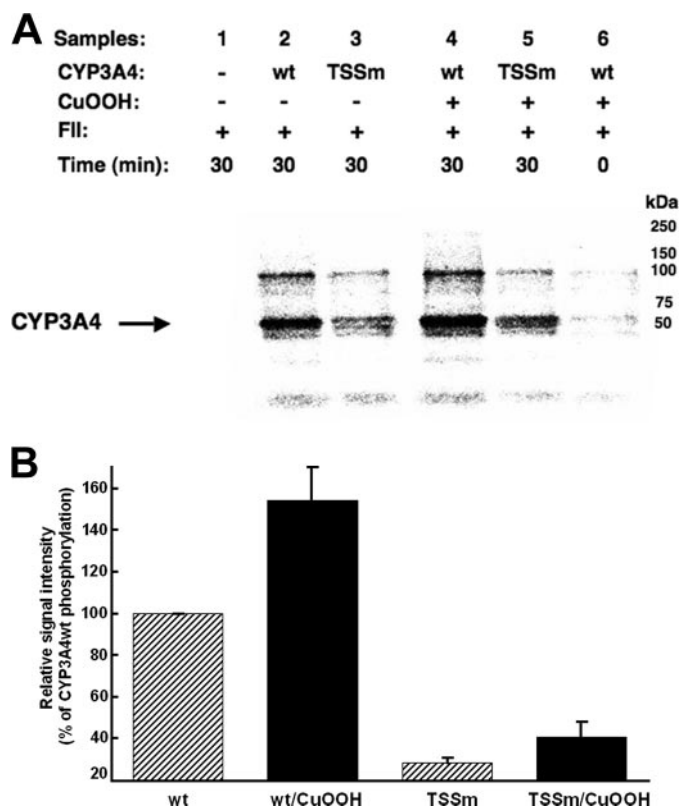 A
Samples: 1 2 3 4 5 6
CYP3A4: - wt TSSm wt TSSm wt
CuOOH: - - - + + +
FII: + + + + + +
Time (min): 30 30 30 30 30 0
kDa
250
150
100
75
50
CYP3A4
B
Relative signal intensity
(% of CYP3A4wt phosphorylation)
160
140
120
100
80
60
40
20
wt wt/CuOOH TSSm TSSm/CuOOH